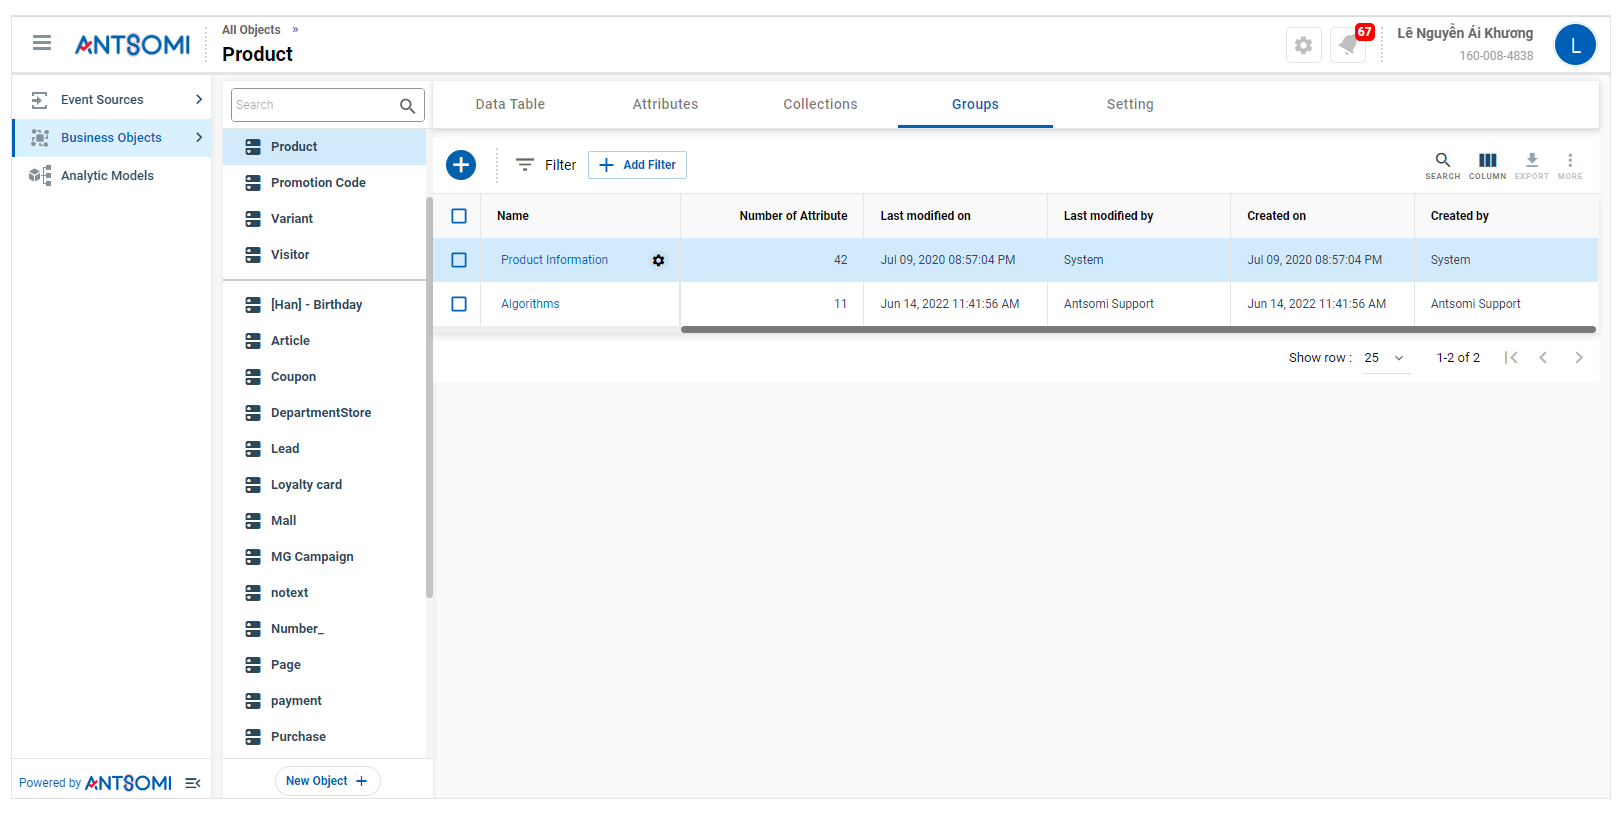 ANTSOMI
All Objects »
Product
67
Lê Nguyễn Ái Khương
160-008-4838
L
Event Sources
Business Objects
Analytic Models
Search
Product
Promotion Code
Variant
Visitor
[Han] - Birthday
Article
Coupon
DepartmentStore
Lead
Loyalty card
Mall
MG Campaign
notext
Number_
Page
payment
Purchase
New Object +
Data Table Attributes Collections Groups Setting
Filter Add Filter
SEARCH COLUMN EXPORT MORE
Name Number of Attribute Last modified on Last modified by Created on Created by
Product Information 42 Jul 09, 2020 08:57:04 PM System Jul 09, 2020 08:57:04 PM System
Algorithms 11 Jun 14, 2022 11:41:56 AM Antsomi Support Jun 14, 2022 11:41:56 AM Antsomi Support
Show row : 25 1-2 of 2
Powered by ANTSOMI